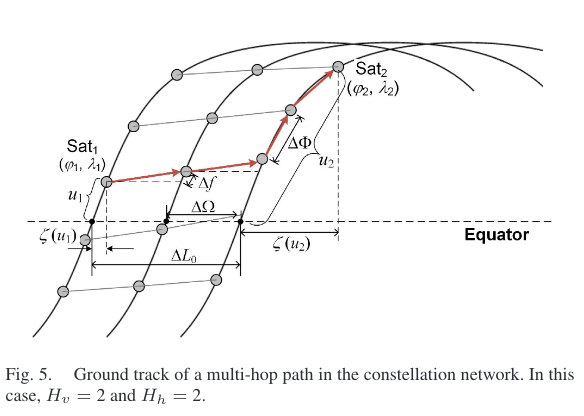 Sat₂
(φ₂, λ₂)
Sat₁
(φ₁, λ₁)
ΔΦ
u₂
u₁
Δf
ΔΩ
ζ(u₁)
ζ(u₂)
Equator
ΔL₀
Fig. 5. Ground track of a multi-hop path in the constellation network. In this
case, Hᵥ = 2 and Hₕ = 2.